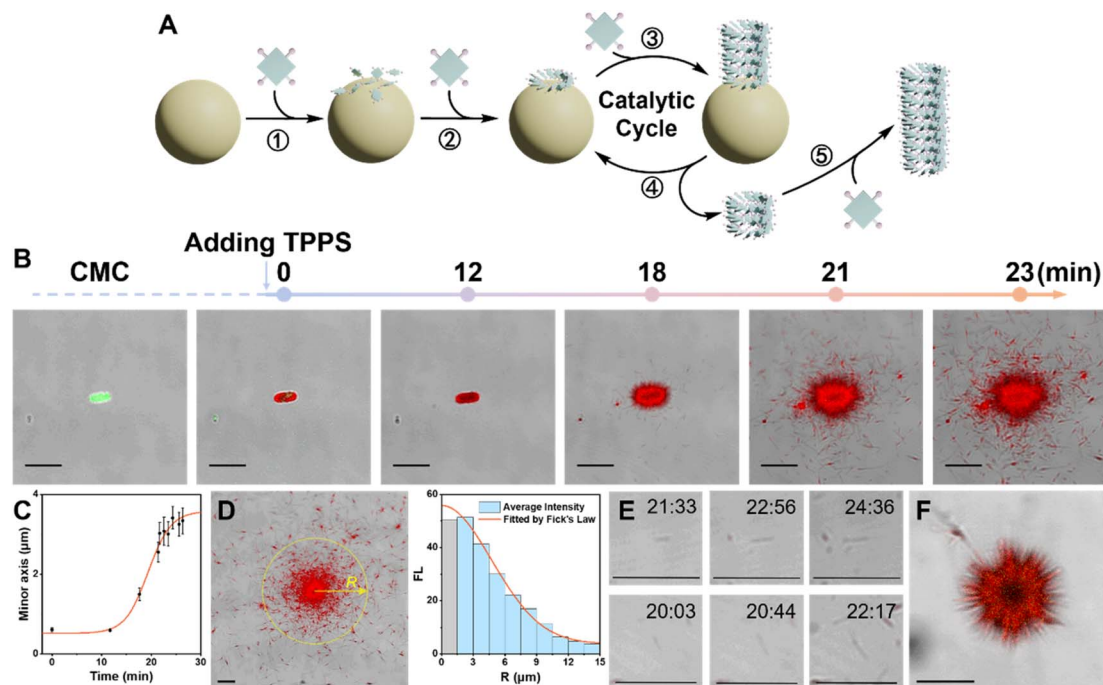 A
①
②
③
Catalytic
Cycle
④
⑤
Adding TPPS
B
CMC
0
12
18
21
23 (min)
C
4
2
0
Minor axis (μm)
0
10
20
30
Time (min)
D
R
60
40
20
0
FL
Average Intensity
Fitted by Fick's Law
0
3
6
9
12
15
R (μm)
E
21:33
22:56
24:36
20:03
20:44
22:17
F